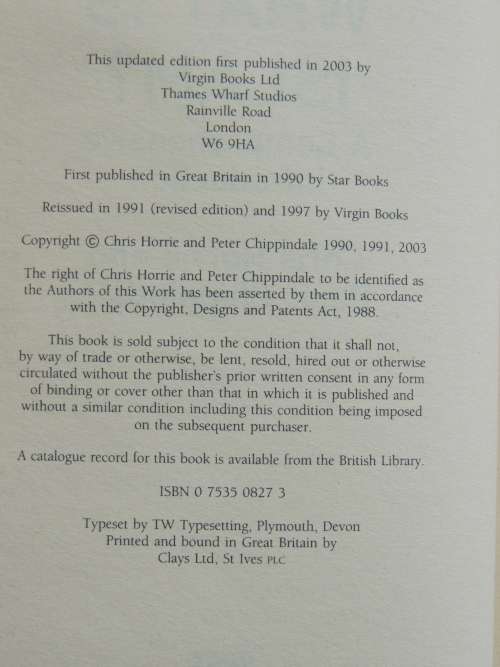 This updated edition first published in 2003 by
Virgin Books Ltd
Thames Wharf Studios
Rainville Road
London
W6 9HA
First published in Great Britain in 1990 by Star Books
Reissued in 1991 (revised edition) and 1997 by Virgin Books
Copyright © Chris Horrie and Peter Chippindale 1990, 1991, 2003
The right of Chris Horrie and Peter Chippindale to be identified as
the Authors of this Work has been asserted by them in accordance
with the Copyright, Designs and Patents Act, 1988.
This book is sold subject to the condition that it shall not,
by way of trade or otherwise, be lent, resold, hired out or otherwise
circulated without the publisher's prior written consent in any form
of binding or cover other than that in which it is published and
without a similar condition including this condition being imposed
on the subsequent purchaser.
A catalogue record for this book is available from the British Library.
ISBN 0 7535 0827 3
Typeset by TW Typesetting, Plymouth, Devon
Printed and bound in Great Britain by
Clays Ltd, St Ives PLC